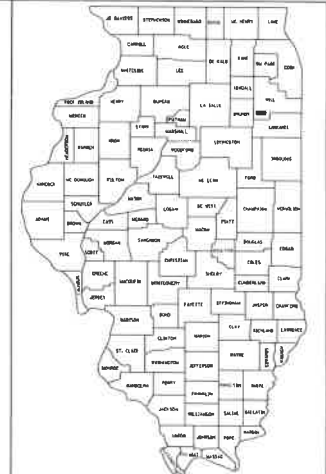 JO DAVIESS STEPHENSON WINNEBAGO BOONE MC HENRY LAKE
CARROLL OGLE DE KALB KANE DU PAGE COOK
WHITESIDE LEE KENDALL WILL
ROCK ISLAND HENRY BUREAU LA SALLE GRUNDY
MERCER PUTNAM KANKAKEE
HENDERSON WARREN KNOX STARK MARSHALL LIVINGSTON IROQUOIS
PEORIA WOODFORD
HANCOCK MC DONOUGH FULTON TAZEWELL MC LEAN FORD
SCHUYLER MASON LOGAN DE WITT CHAMPAIGN VERMILION
ADAMS BROWN CASS MENARD PIATT
PIKE SCOTT MORGAN SANGAMON MACON DOUGLAS EDGAR
CHRISTIAN COLES
GREENE MACOUPIN MONTGOMERY SHELBY CUMBERLAND CLARK
JERSEY FAYETTE EFFINGHAM JASPER CRAWFORD
MADISON BOND CLAY RICHLAND LAWRENCE
ST. CLAIR CLINTON MARION WAYNE
MONROE WASHINGTON JEFFERSON
RANDOLPH PERRY FRANKLIN HAMILTON WHITE
JACKSON WILLIAMSON SALINE GALLATIN
UNION JOHNSON POPE HARDIN
MASSAC